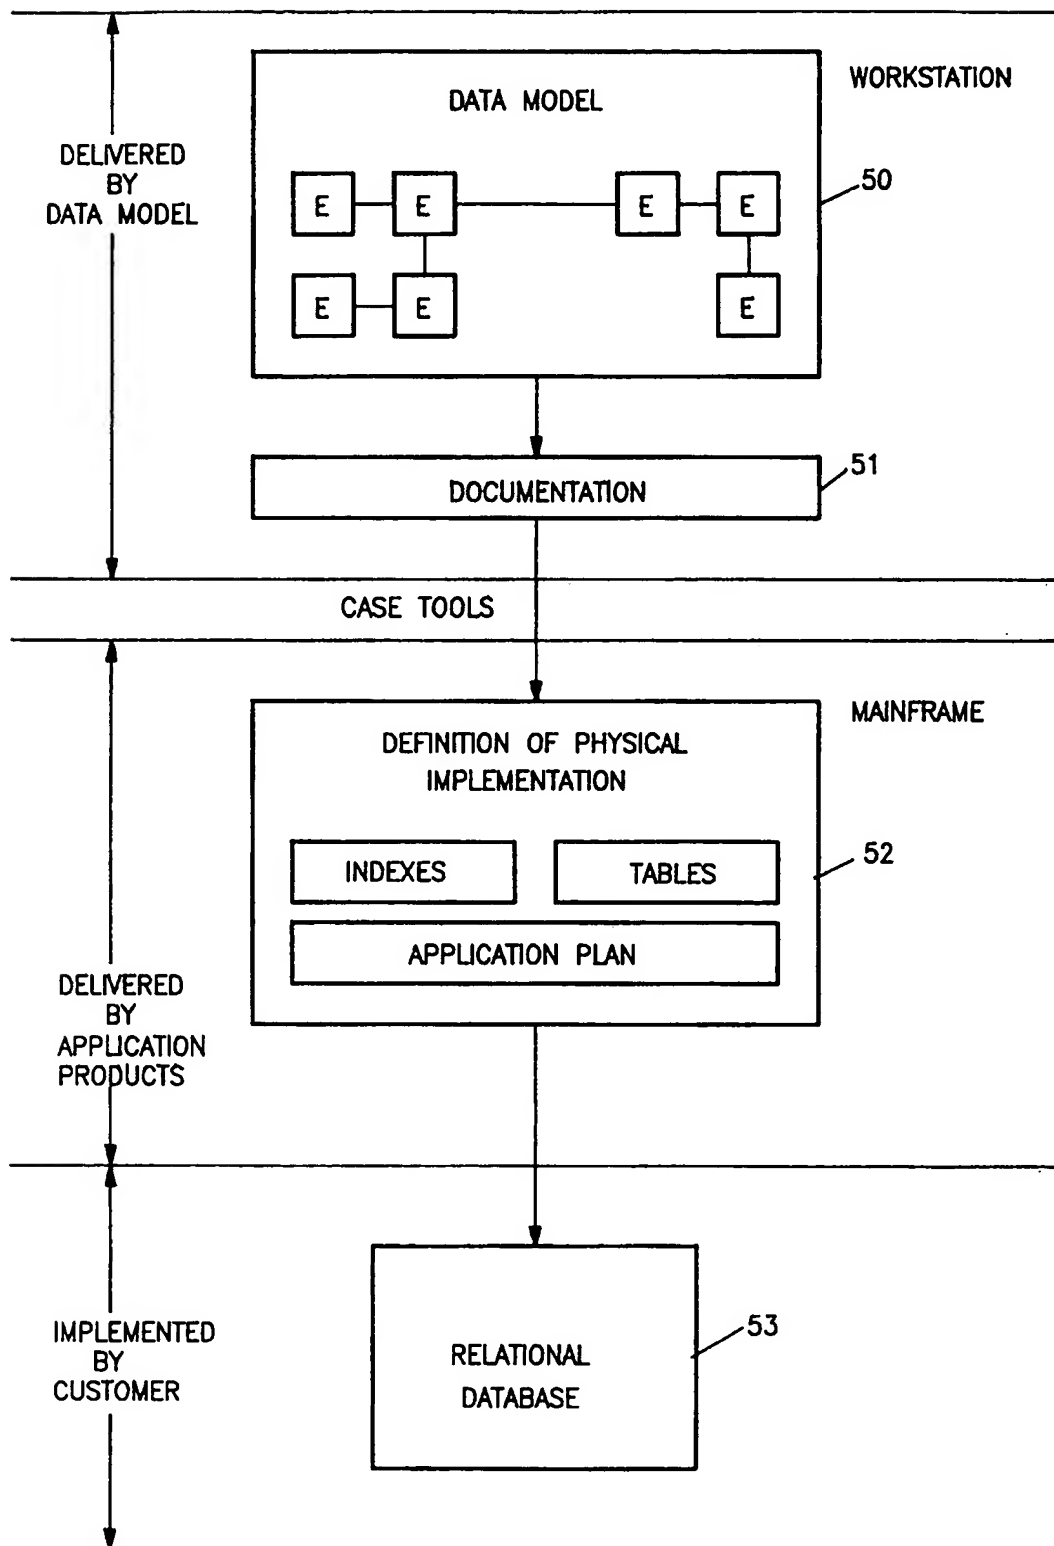 WORKSTATION
DATA MODEL
DELIVERED
BY
DATA MODEL
50
E E E E
E E E
51
DOCUMENTATION
CASE TOOLS
MAINFRAME
DEFINITION OF PHYSICAL
IMPLEMENTATION
52
INDEXES TABLES
APPLICATION PLAN
DELIVERED
BY
APPLICATION
PRODUCTS
53
IMPLEMENTED
BY
CUSTOMER
RELATIONAL
DATABASE